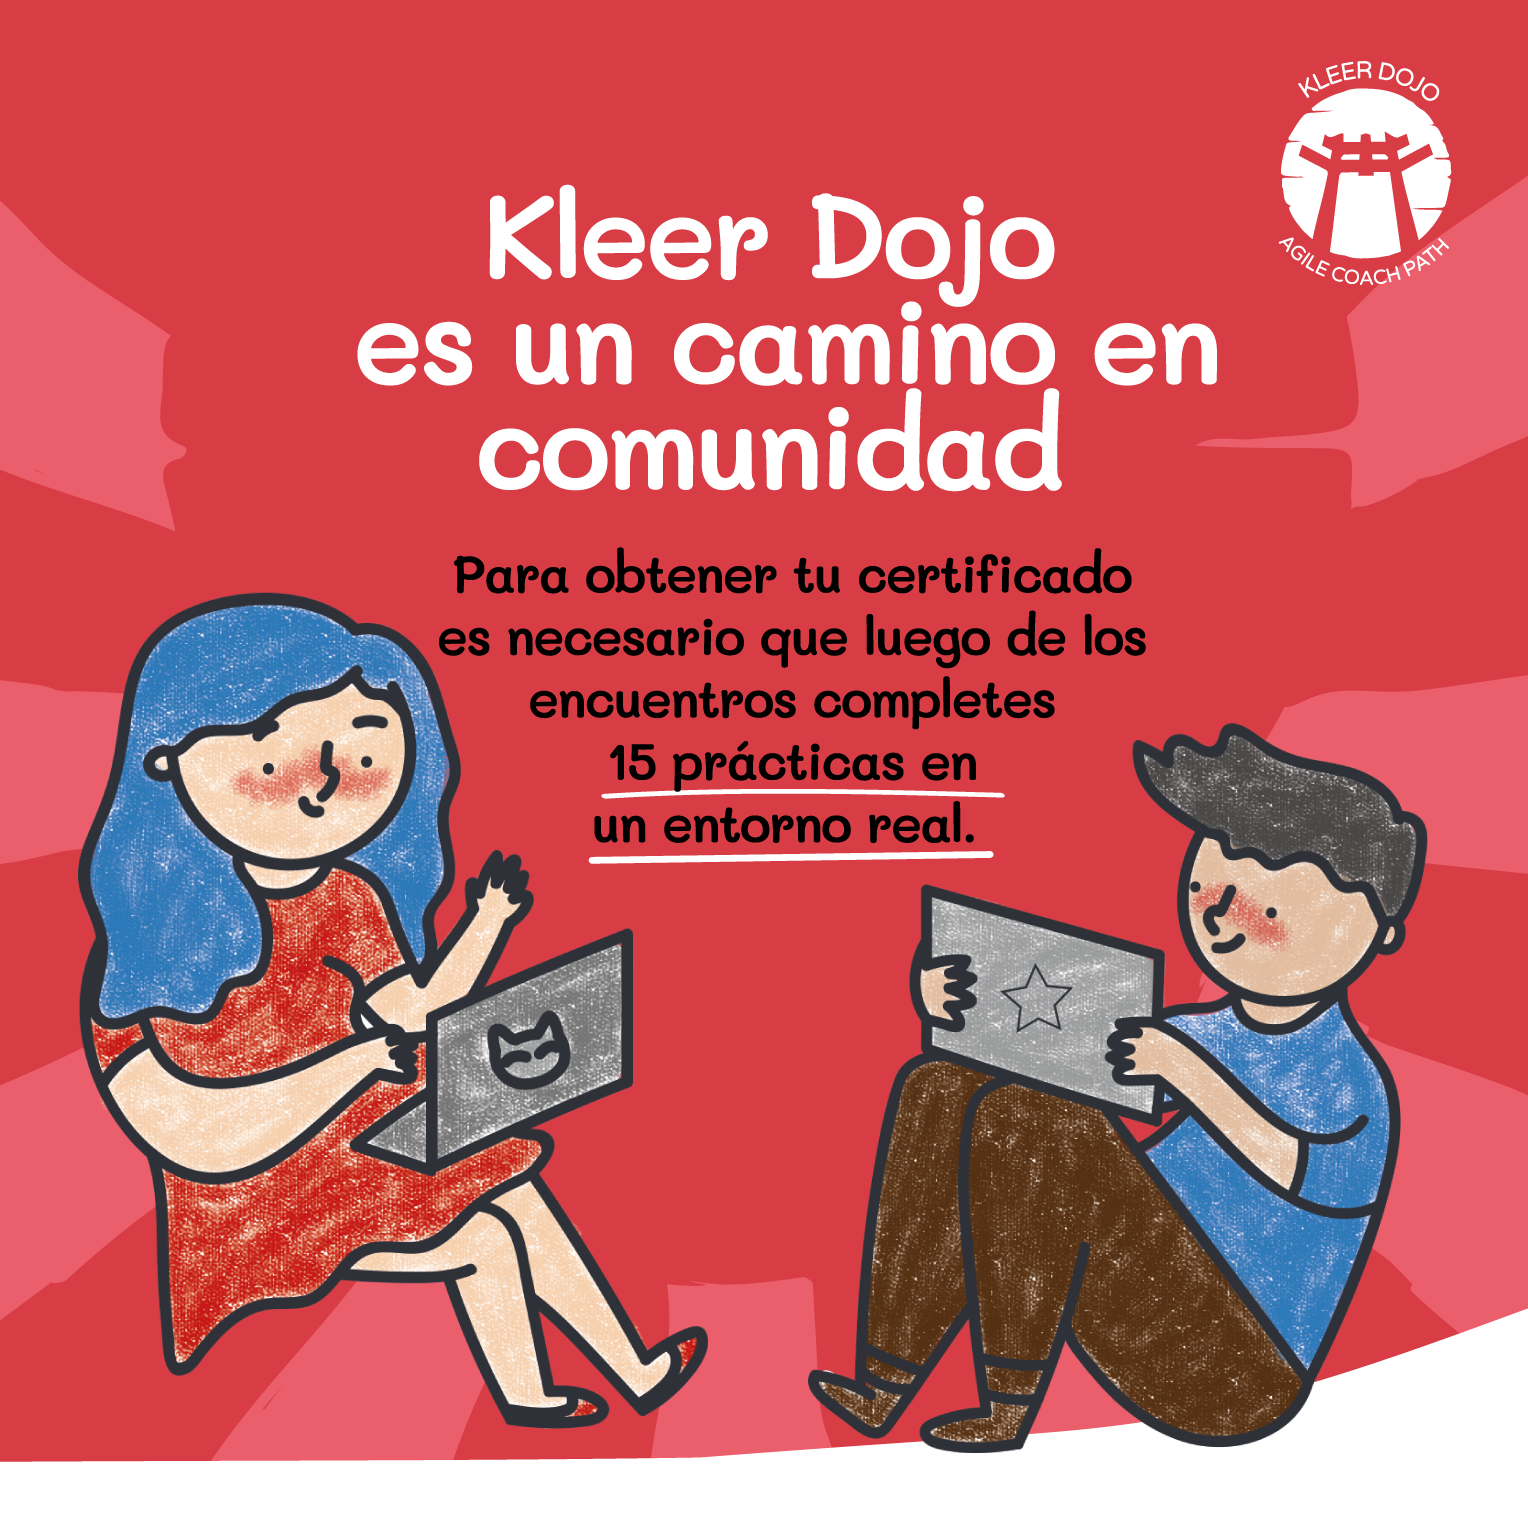 KLEER DOJO
AGILE COACH PATH
Kleer Dojo
es un camino en
comunidad
Para obtener tu certificado
es necesario que luego de los
encuentros completes
15 prácticas en
un entorno real.